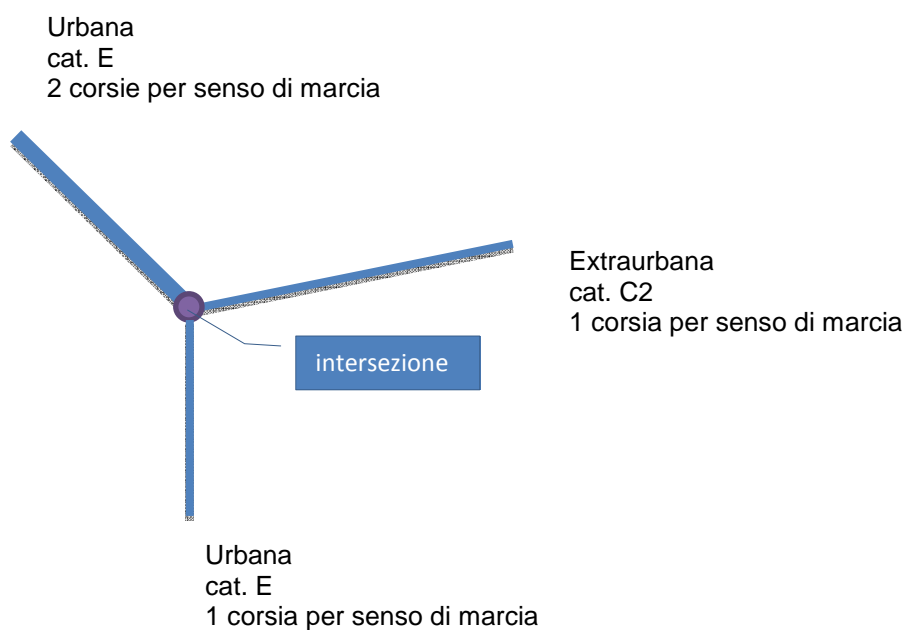 Urbana
cat. E
2 corsie per senso di marcia
Extraurbana
cat. C2
1 corsia per senso di marcia
intersezione
Urbana
cat. E
1 corsia per senso di marcia